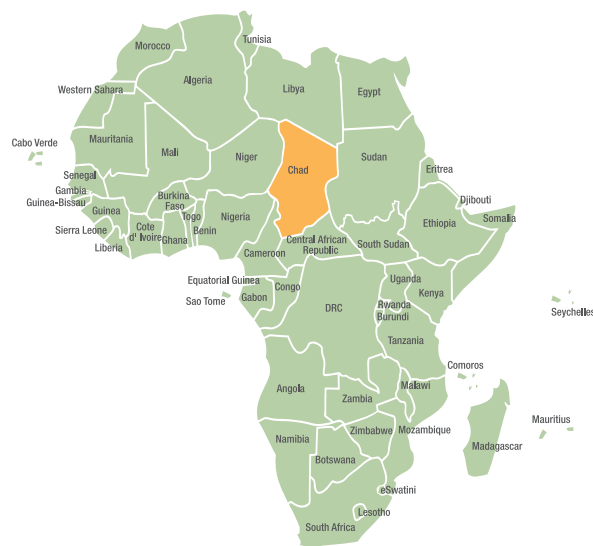 Tunisia
Morocco
Algeria
Libya
Egypt
Western Sahara
Mauritania
Cabo Verde
Mali
Niger
Chad
Sudan
Eritrea
Senegal
Gambia
Guinea-Bissau
Guinea
Burkina
Faso
Djibouti
Somalia
Sierra Leone
Liberia
Cote
d' Ivoire
Ghana
Togo
Benin
Nigeria
Ethiopia
Central African
Republic
South Sudan
Cameroon
Equatorial Guinea
Sao Tome
Gabon
Congo
DRC
Uganda
Kenya
Rwanda
Burundi
Seychelles
Tanzania
Comoros
Angola
Zambia
Malawi
Mozambique
Mauritius
Madagascar
Namibia
Zimbabwe
Botswana
eSwatini
Lesotho
South Africa